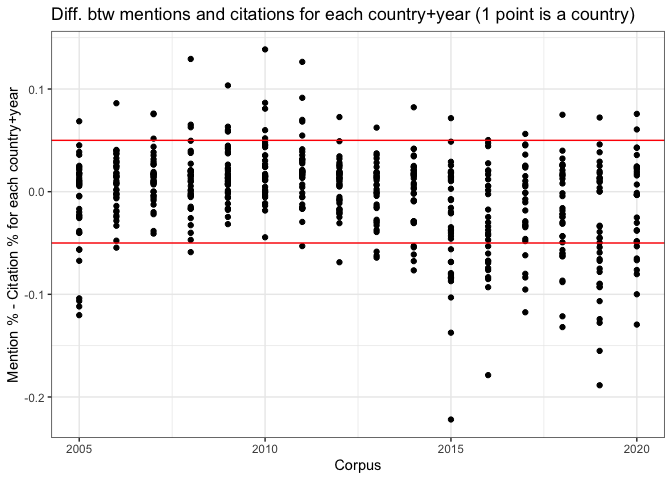 Diff. btw mentions and citations for each country+year (1 point is a country)
Mention % - Citation % for each country+year
0.1
0.0
-0.1
-0.2
2005
2010
2015
2020
Corpus